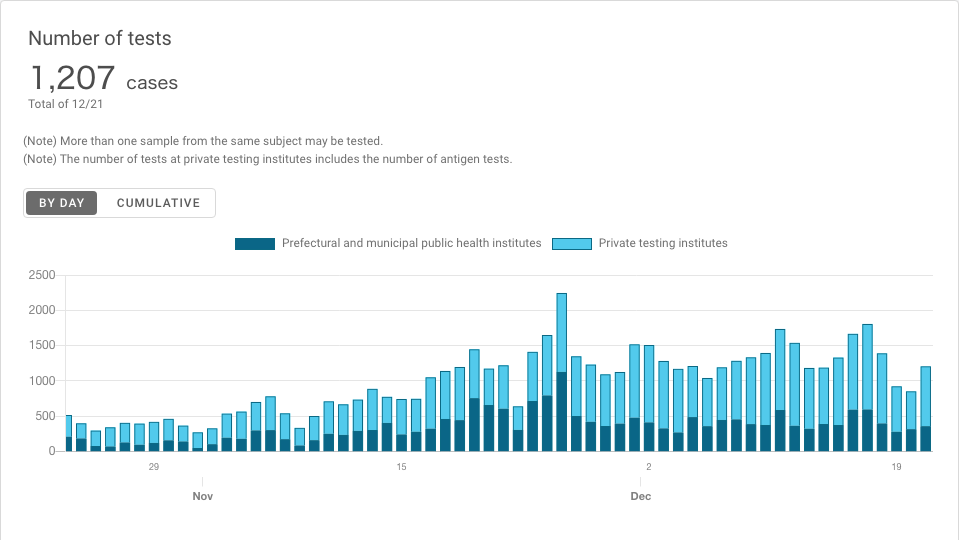 Number of tests
1,207 cases
Total of 12/21
(Note) More than one sample from the same subject may be tested.
(Note) The number of tests at private testing institutes includes the number of antigen tests.
BY DAY CUMULATIVE
Prefectural and municipal public health institutes Private testing institutes
2500
2000
1500
1000
500
0
29 15 2 19
Nov Dec